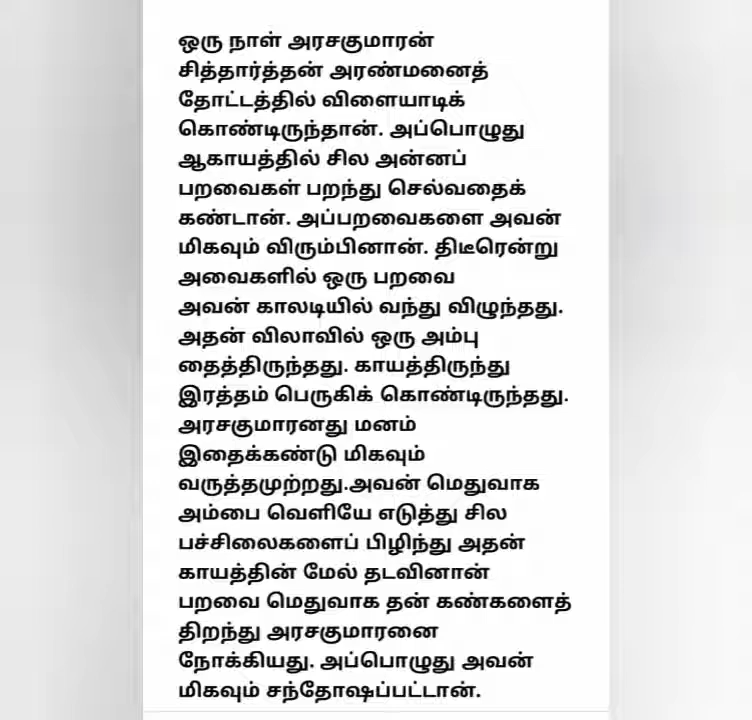 ஒரு நாள் அரசகுமாரன்
சித்தார்த்தன் அரண்மனைத்
தோட்டத்தில் விளையாடிக்
கொண்டிருந்தான். அப்பொழுது
ஆகாயத்தில் சில அன்னப்
பறவைகள் பறந்து செல்வதைக்
கண்டான். அப்பறவைகளை அவன்
மிகவும் விரும்பினான். திடீரென்று
அவைகளில் ஒரு பறவை
அவன் காலடியில் வந்து விழுந்தது.
அதன் விலாவில் ஒரு அம்பு
தைத்திருந்தது. காயத்திருந்து
இரத்தம் பெருகிக் கொண்டிருந்தது.
அரசகுமாரனது மனம்
இதைக்கண்டு மிகவும்
வருத்தமுற்றது.அவன் மெதுவாக
அம்பை வெளியே எடுத்து சில
பச்சிலைகளைப் பிழிந்து அதன்
காயத்தின் மேல் தடவினான்
பறவை மெதுவாக தன் கண்களைத்
திறந்து அரசகுமாரனை
நோக்கியது. அப்பொழுது அவன்
மிகவும் சந்தோஷப்பட்டான்.